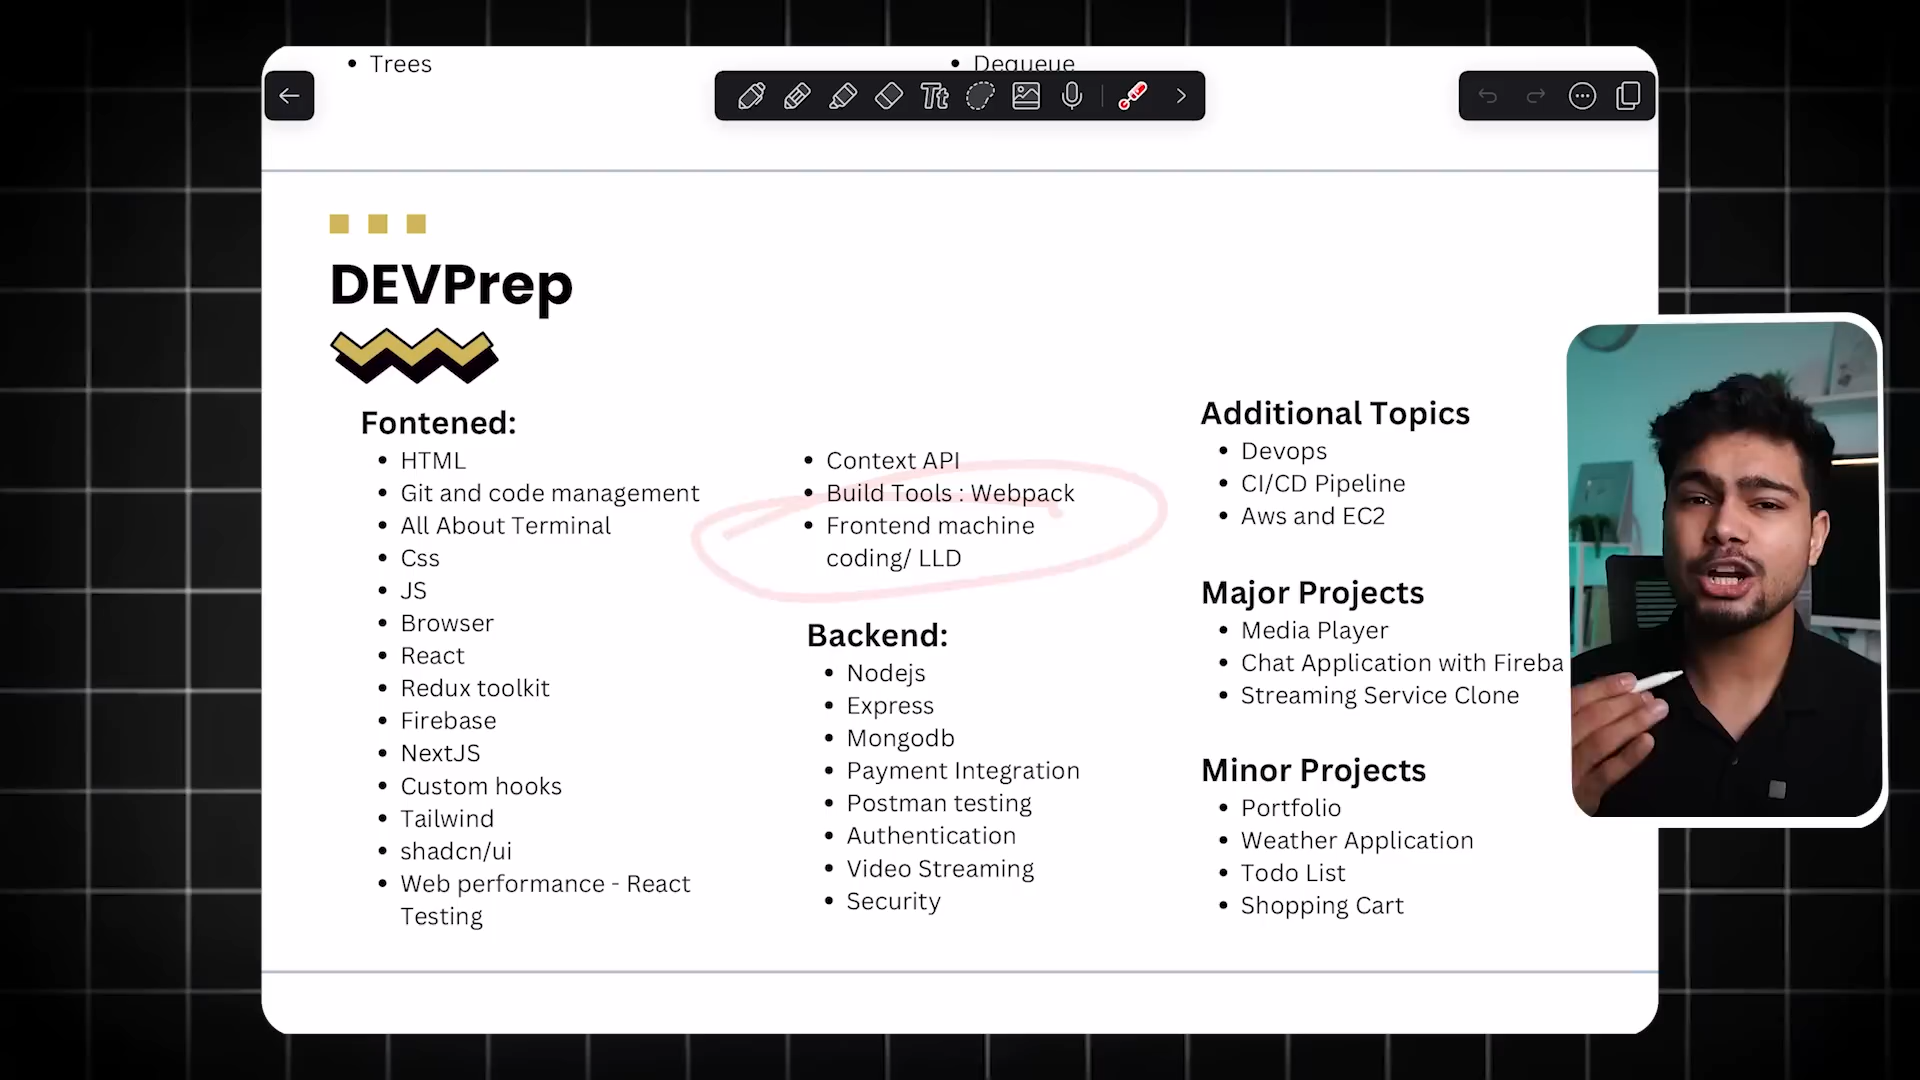 Trees
Dequeue
Tt
DEVPrep
Fontened:
HTML
Git and code management
All About Terminal
Css
JS
Browser
React
Redux toolkit
Firebase
NextJS
Custom hooks
Tailwind
shadcn/ui
Web performance - React
Testing
Context API
Build Tools : Webpack
Frontend machine
coding/ LLD
Backend:
Nodejs
Express
Mongodb
Payment Integration
Postman testing
Authentication
Video Streaming
Security
Additional Topics
Devops
CI/CD Pipeline
Aws and EC2
Major Projects
Media Player
Chat Application with Fireba
Streaming Service Clone
Minor Projects
Portfolio
Weather Application
Todo List
Shopping Cart